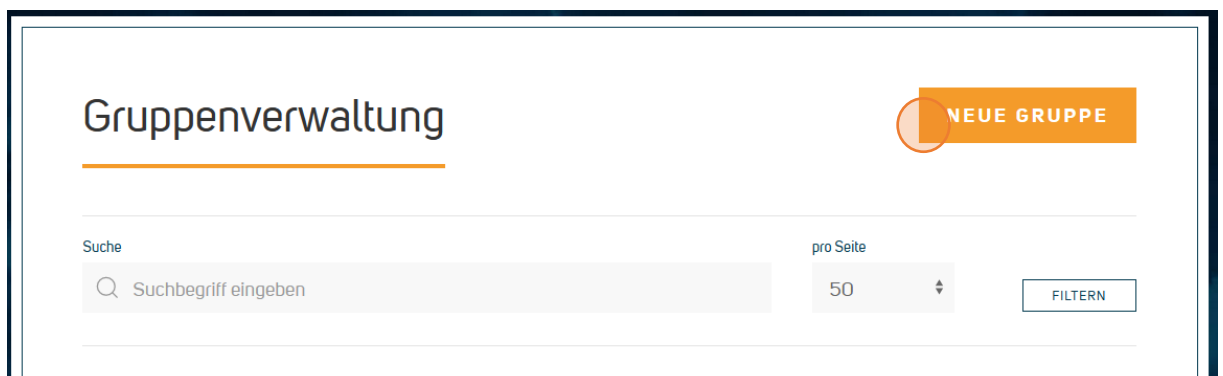 Gruppenverwaltung
NEUE GRUPPE
Suche
pro Seite
Suchbegriff eingeben
50
FILTERN